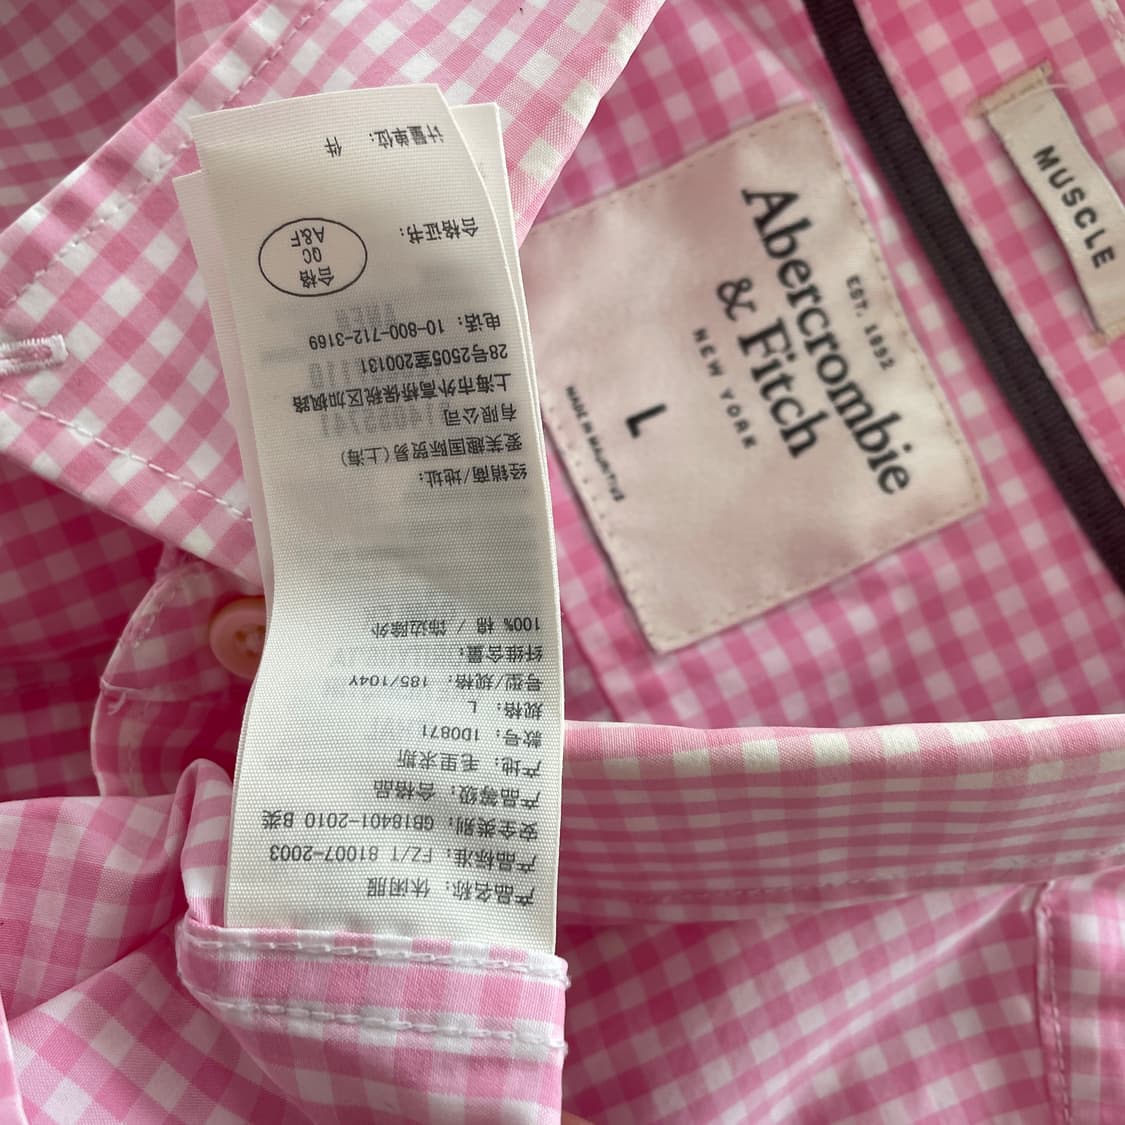 产品名称: 休闲服
产品标准: FZ/T 81007-2003
安全类别: GB18401-2010 B类
产品等级: 合格品
产地: 毛里求斯
款号: 1D0871
规格: L
号型/规格: 185/104Y
纤维含量:
100% 棉 / 饰边除外
经销商/地址:
爱芙趣国际贸易(上海)
有限公司
上海市外高桥保税区加枫路
28号2505室200131
电话: 10-800-712-3169
合格证书:
合格
QC
A&F
计量单位: 件
EST. 1892
Abercrombie
& Fitch
NEW YORK
L
MADE IN MAURITIUS
MUSCLE